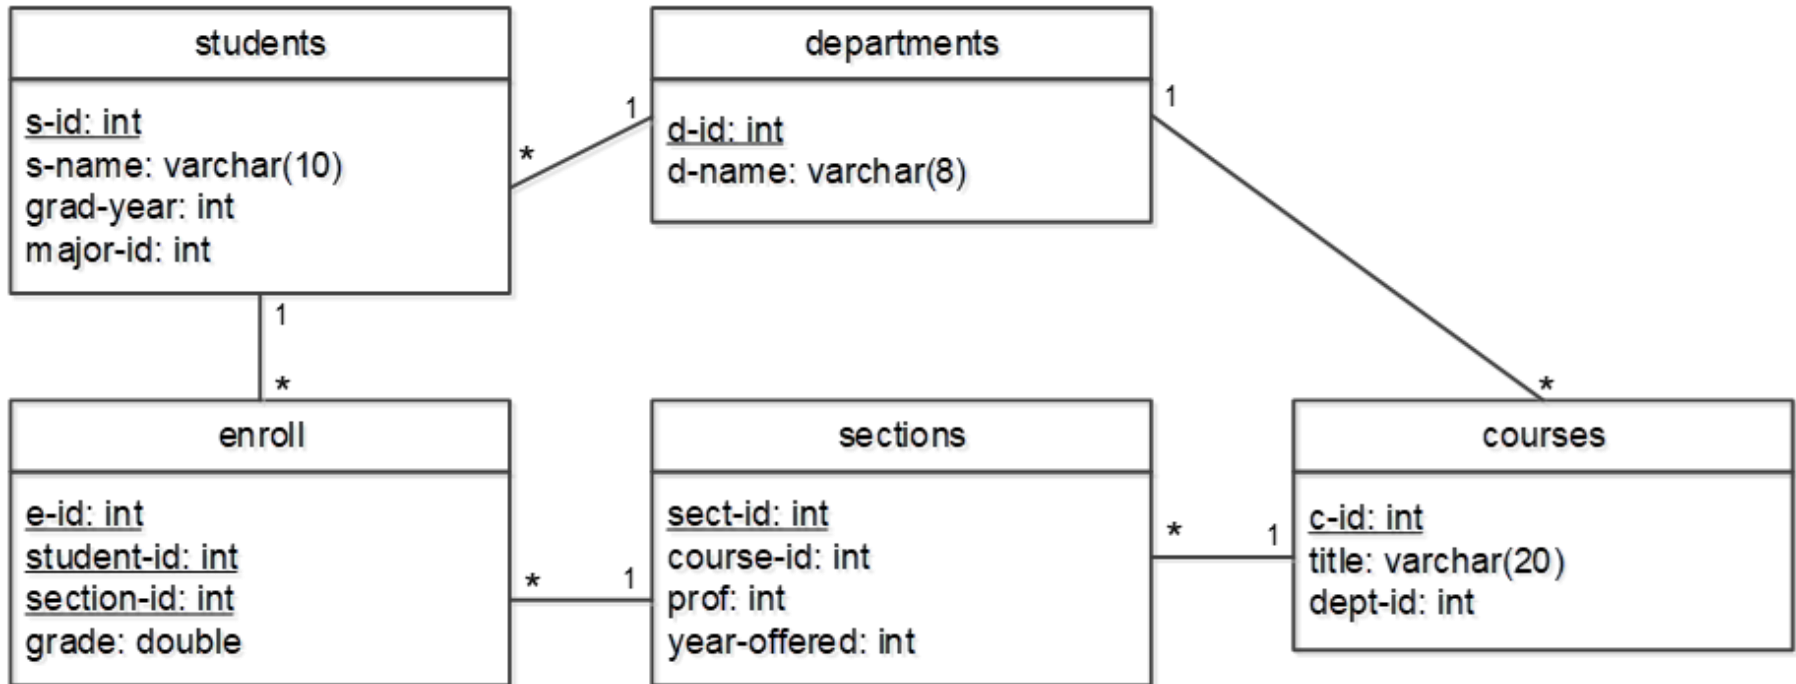 students
s-id: int
s-name: varchar(10)
grad-year: int
major-id: int
departments
d-id: int
d-name: varchar(8)
1
*
1
*
1
*
enroll
e-id: int
student-id: int
section-id: int
grade: double
*
1
sections
sect-id: int
course-id: int
prof: int
year-offered: int
*
1
courses
c-id: int
title: varchar(20)
dept-id: int